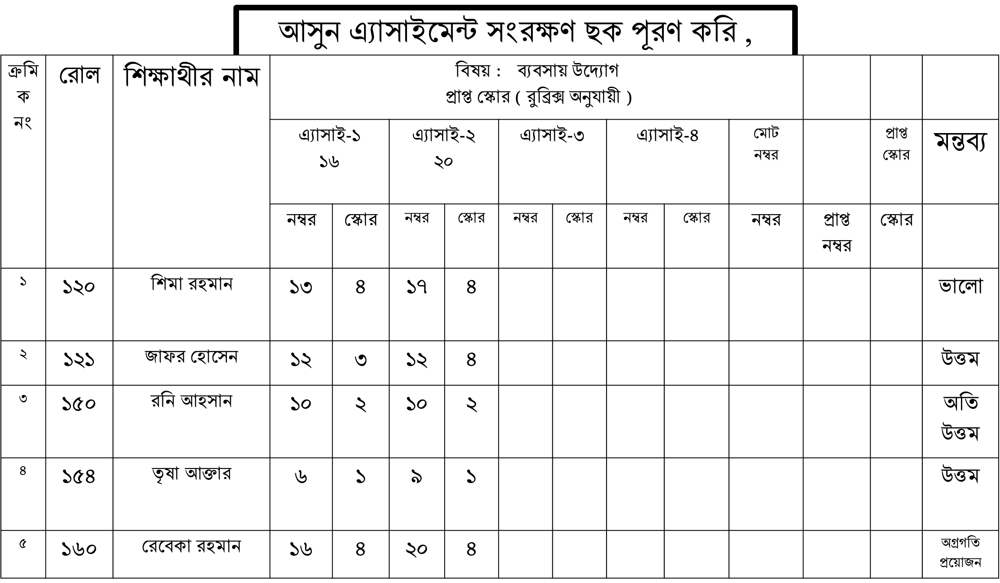 আসুন এ্যাসাইমেন্ট সংরক্ষণ ছক পূরণ করি ,
ক্রমি
ক
নং
রোল
শিক্ষাথীর নাম
বিষয় : ব্যবসায় উদ্যোগ
প্রাপ্ত স্কোর ( রুব্রিক্স অনুযায়ী )
এ্যাসাই-১
১৬
এ্যাসাই-২
২০
এ্যাসাই-৩
এ্যাসাই-৪
মোট
নম্বর
প্রাপ্ত
স্কোর
মন্তব্য
নম্বর স্কোর নম্বর স্কোর নম্বর স্কোর নম্বর স্কোর নম্বর প্রাপ্ত স্কোর
নম্বর
১ ১২০ শিমা রহমান ১৩ ৪ ১৭ ৪ ভালো
২ ১২১ জাফর হোসেন ১২ ৩ ১২ ৪ উত্তম
৩ ১৫০ রনি আহসান ১০ ২ ১০ ২ অতি
উত্তম
৪ ১৫৪ তৃষা আক্তার ৬ ১ ৯ ১ উত্তম
৫ ১৬০ রেবেকা রহমান ১৬ ৪ ২০ ৪ অগ্রগতি
প্রয়োজন